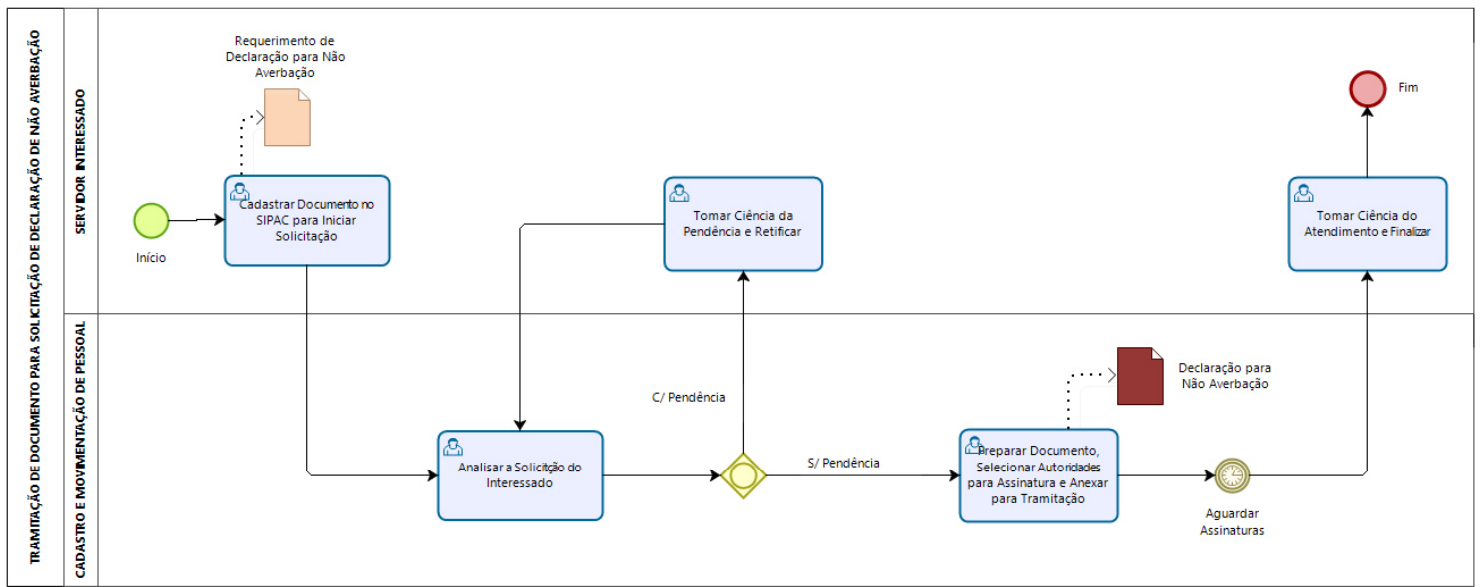 TRAMITAÇÃO DE DOCUMENTO PARA SOLICITAÇÃO DE DECLARAÇÃO DE NÃO AVERBAÇÃO
SERVIDOR INTERESSADO
Requerimento de
Declaração para Não
Averbação
Início
Cadastrar Documento no
SIPAC para Iniciar
Solicitação
Tomar Ciência da
Pendência e Retificar
Tomar Ciência do
Atendimento e Finalizar
Fim
CADASTRO E MOVIMENTAÇÃO DE PESSOAL
Analisar a Solicitção do
Interessado
C/ Pendência
S/ Pendência
Preparar Documento,
Selecionar Autoridades
para Assinatura e Anexar
para Tramitação
Declaração para
Não Averbação
Aguardar
Assinaturas